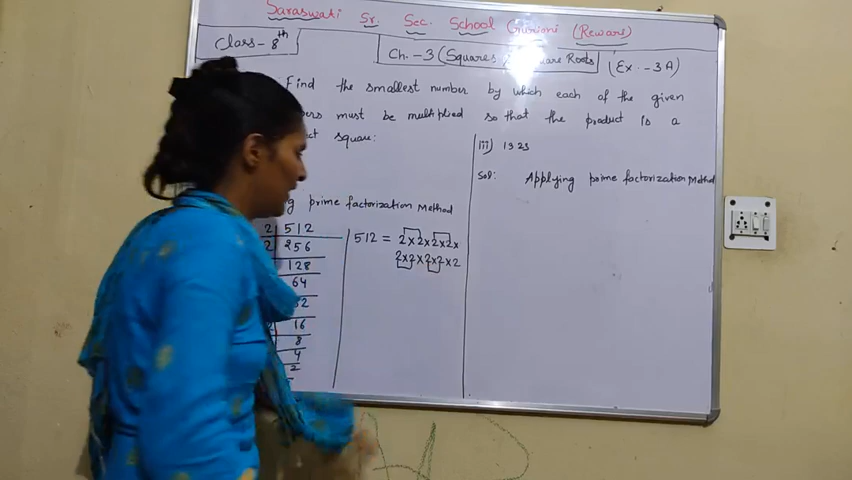 Saraswati Sr. Sec. School Gurioni (Rewari)
Class - 8th
Ch. -3 (Squares Roots)
(Ex. -3A)
Find the smallest number by which each of the given
must be multiplied so that the product is a
square:
prime factorization Method
2 512
2 256
128
64
16
8
4
2
512 = 2x2x2x2x
2x2x2x2x2
iii) 1323
Sol: Applying prime factorization Method